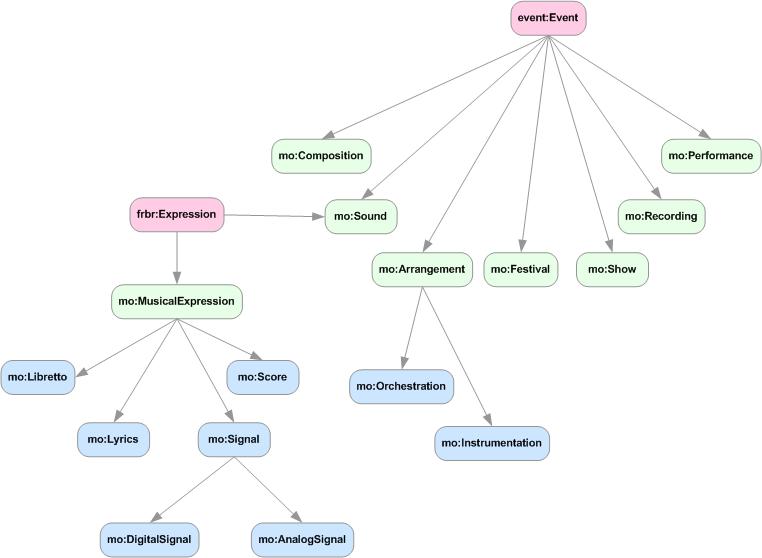 event:Event
mo:Composition
mo:Performance
frbr:Expression
mo:Sound
mo:Recording
mo:Arrangement
mo:Festival
mo:Show
mo:MusicalExpression
mo:Libretto
mo:Score
mo:Orchestration
mo:Lyrics
mo:Signal
mo:Instrumentation
mo:DigitalSignal
mo:AnalogSignal